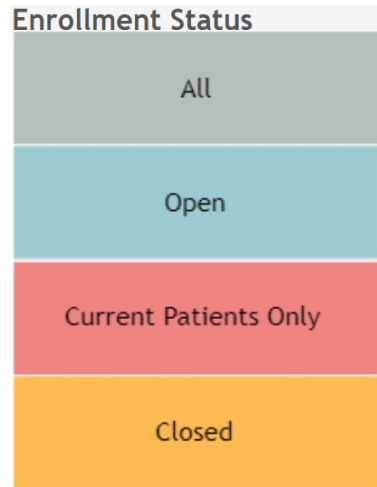 Enrollment Status
All
Open
Current Patients Only
Closed